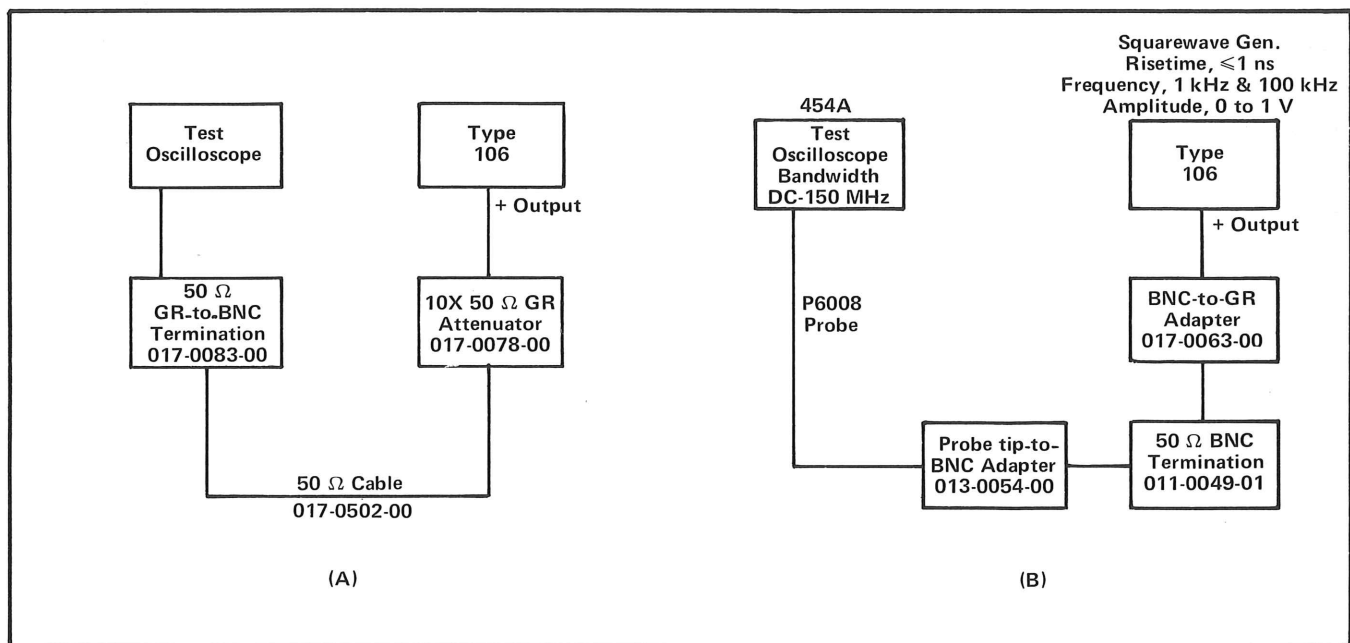 Test
Oscilloscope
Type
106
+ Output
50 Ω
GR-to-BNC
Termination
017-0083-00
10X 50 Ω GR
Attenuator
017-0078-00
50 Ω Cable
017-0502-00
(A)
Squarewave Gen.
Risetime, ⩽1 ns
Frequency, 1 kHz & 100 kHz
Amplitude, 0 to 1 V
454A
Test
Oscilloscope
Bandwidth
DC-150 MHz
Type
106
+ Output
P6008
Probe
BNC-to-GR
Adapter
017-0063-00
Probe tip-to-
BNC Adapter
013-0054-00
50 Ω BNC
Termination
011-0049-01
(B)